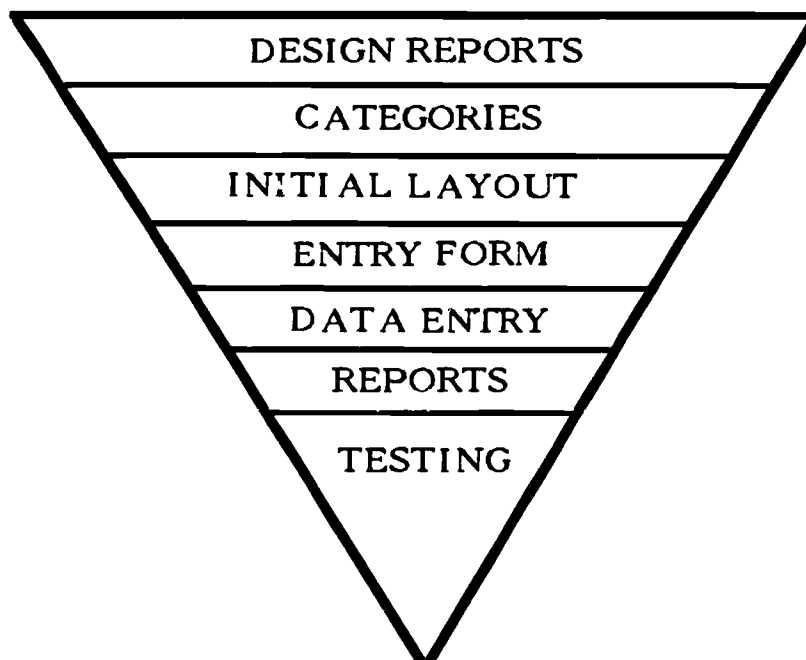 DESIGN REPORTS
CATEGORIES
INITIAL LAYOUT
ENTRY FORM
DATA ENTRY
REPORTS
TESTING